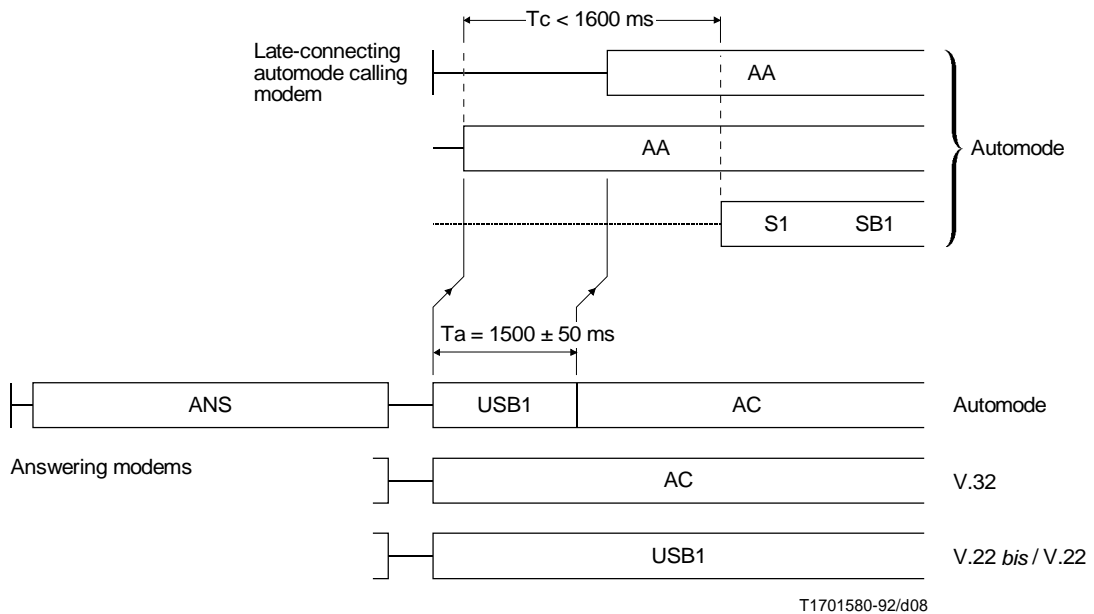 Tc < 1600 ms
Late-connecting
automode calling
modem
AA
AA
Automode
S1 SB1
Ta = 1500 ± 50 ms
ANS USB1 AC Automode
Answering modems
AC V.32
USB1 V.22 bis / V.22
T1701580-92/d08